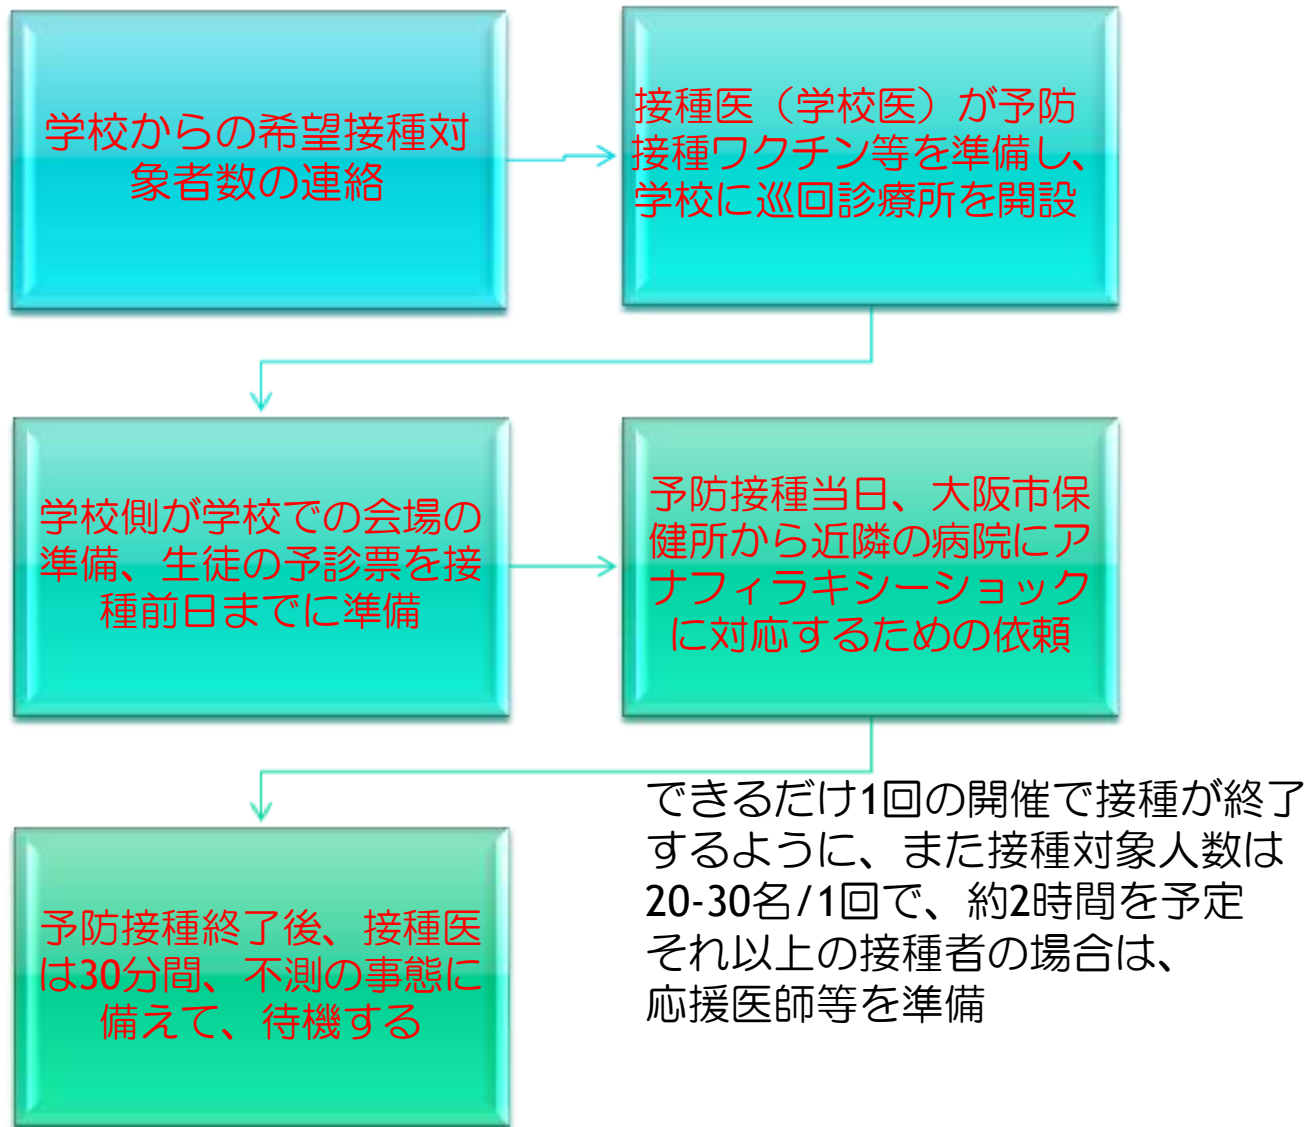 学校からの希望接種対
象者数の連絡
接種医（学校医）が予防
接種ワクチン等を準備し、
学校に巡回診療所を開設
学校側が学校での会場の
準備、生徒の予診票を接
種前日までに準備
予防接種当日、大阪市保
健所から近隣の病院にア
ナフィラキシーショック
に対応するための依頼
予防接種終了後、接種医
は30分間、不測の事態に
備えて、待機する
できるだけ1回の開催で接種が終了
するように、また接種対象人数は
20-30名/1回で、約2時間を予定
それ以上の接種者の場合は、
応援医師等を準備